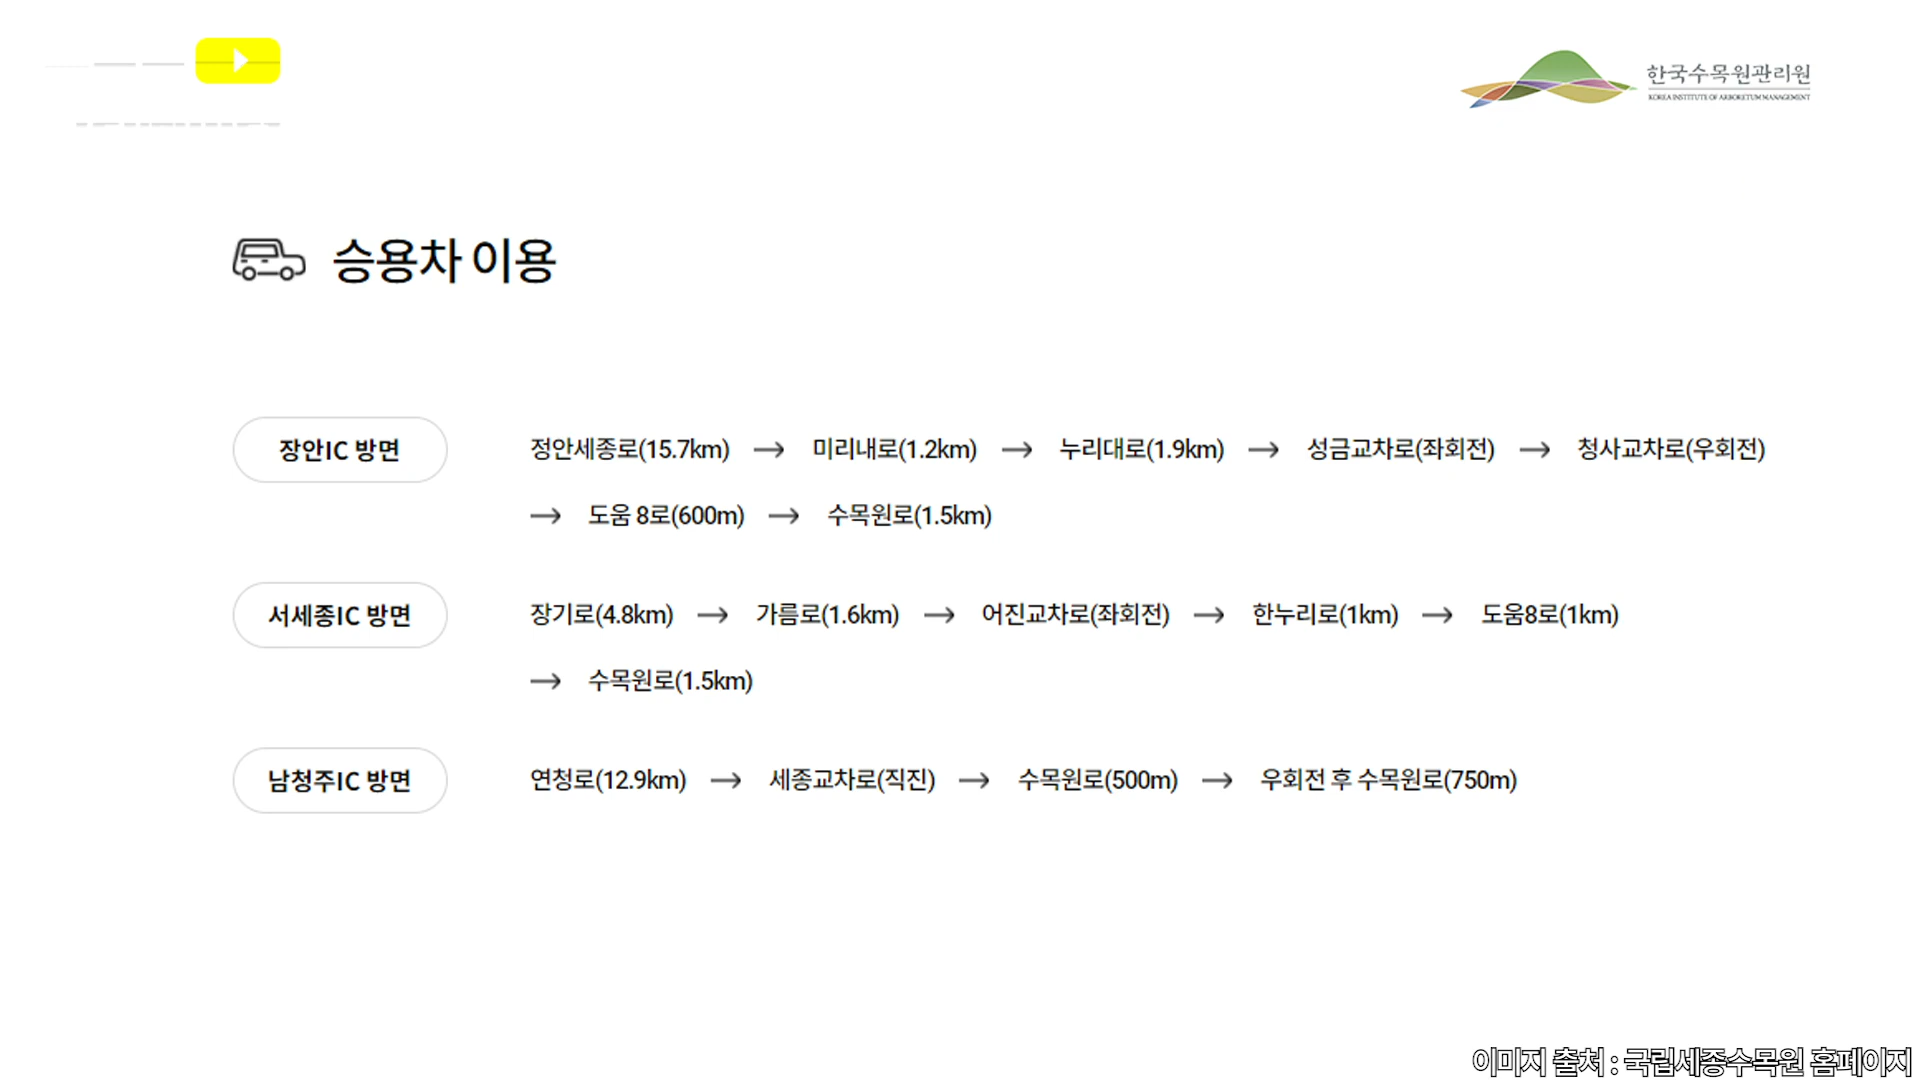 한국수목원관리원
KOREA INSTITUTE OF ARBORETUM MANAGEMENT
승용차 이용
장안IC 방면
정안세종로(15.7km) → 미리내로(1.2km) → 누리대로(1.9km) → 성금교차로(좌회전) → 청사교차로(우회전)
→ 도움 8로(600m) → 수목원로(1.5km)
서세종IC 방면
장기로(4.8km) → 가름로(1.6km) → 어진교차로(좌회전) → 한누리로(1km) → 도움8로(1km)
→ 수목원로(1.5km)
남청주IC 방면
연청로(12.9km) → 세종교차로(직진) → 수목원로(500m) → 우회전 후 수목원로(750m)
이미지 출처 : 국립세종수목원 홈페이지